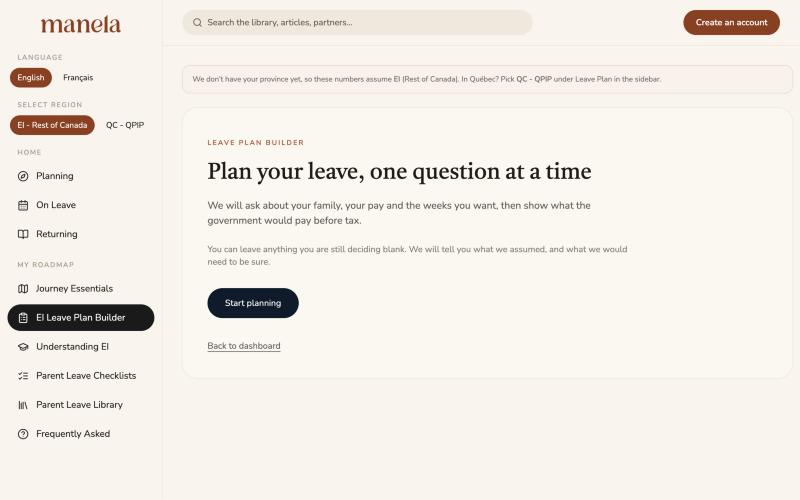 manela
LANGUAGE
English
Français
SELECT REGION
EI - Rest of Canada
QC - QPIP
HOME
Planning
On Leave
Returning
MY ROADMAP
Journey Essentials
EI Leave Plan Builder
Understanding EI
Parent Leave Checklists
Parent Leave Library
Frequently Asked
Search the library, articles, partners...
Create an account
We don't have your province yet, so these numbers assume EI (Rest of Canada). In Québec? Pick QC - QPIP under Leave Plan in the sidebar.
LEAVE PLAN BUILDER
Plan your leave, one question at a time
We will ask about your family, your pay and the weeks you want, then show what the
government would pay before tax.
You can leave anything you are still deciding blank. We will tell you what we assumed, and what we would
need to be sure.
Start planning
Back to dashboard